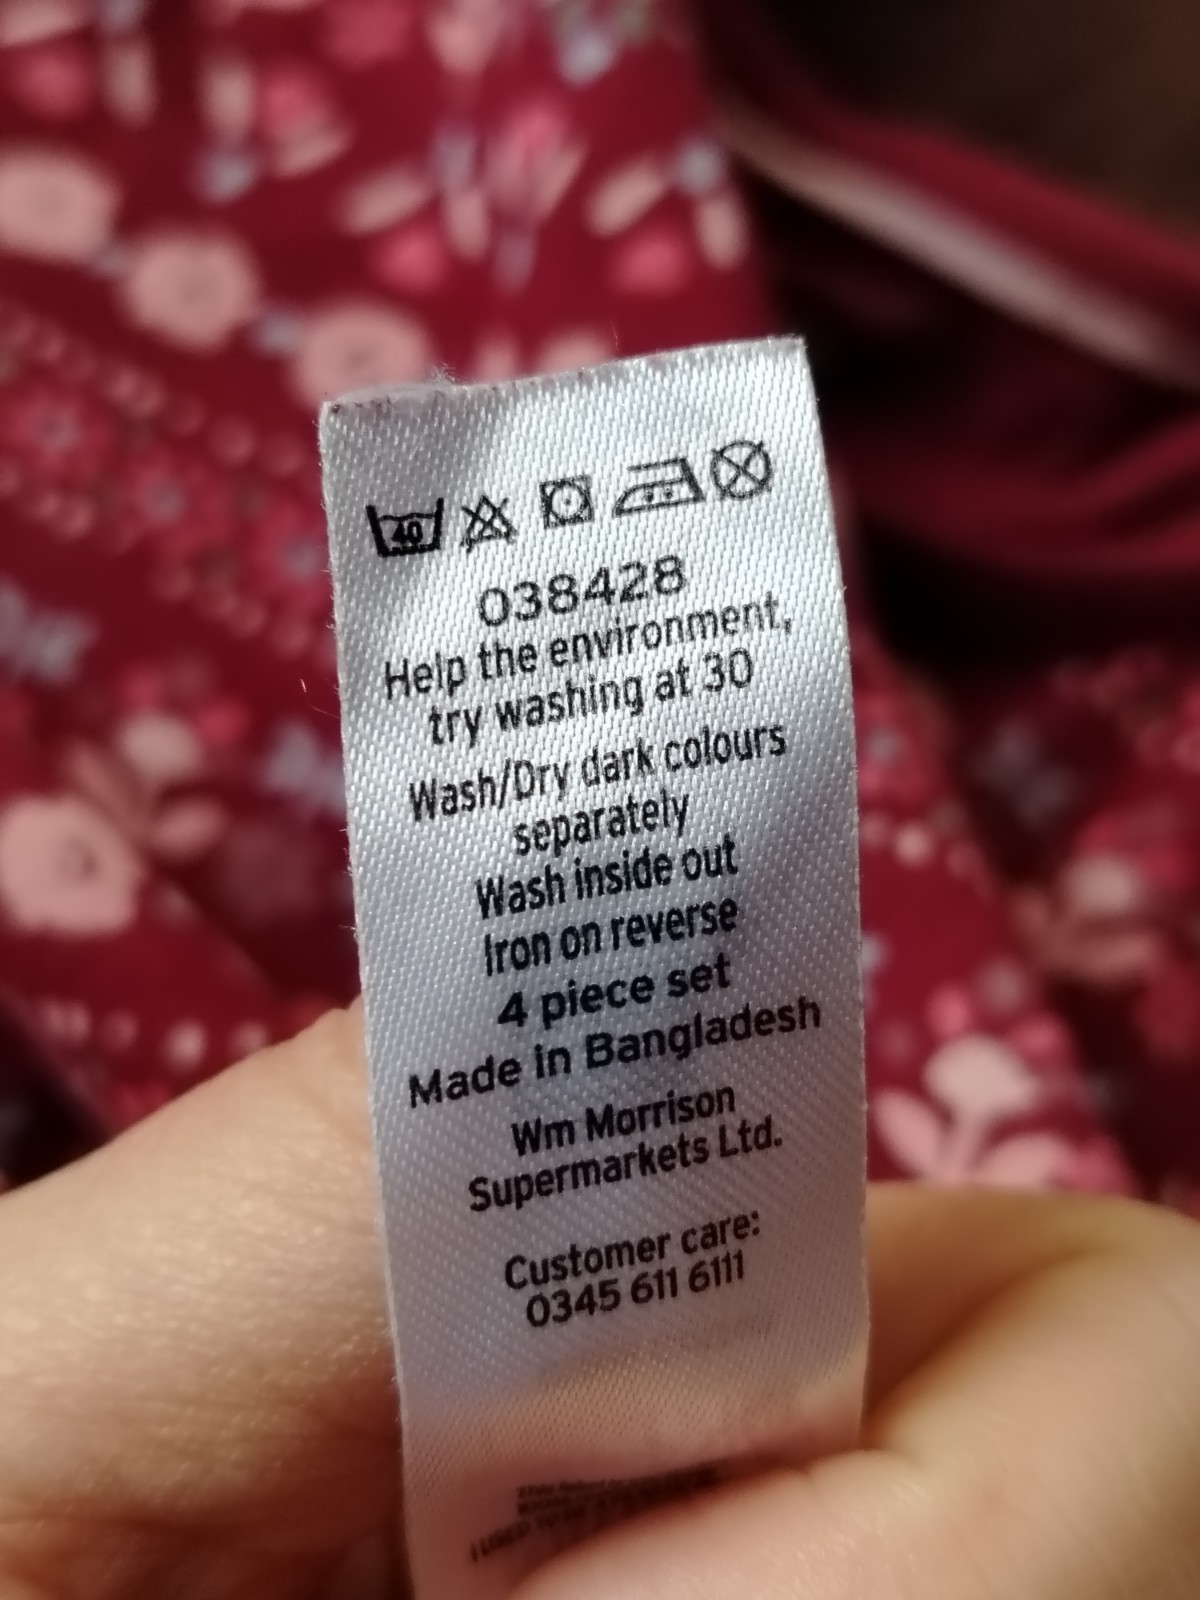 40
038428
Help the environment,
try washing at 30
Wash/Dry dark colours
separately
Wash inside out
Iron on reverse
4 piece set
Made in Bangladesh
Wm Morrison
Supermarkets Ltd.
Customer care:
0345 611 6111